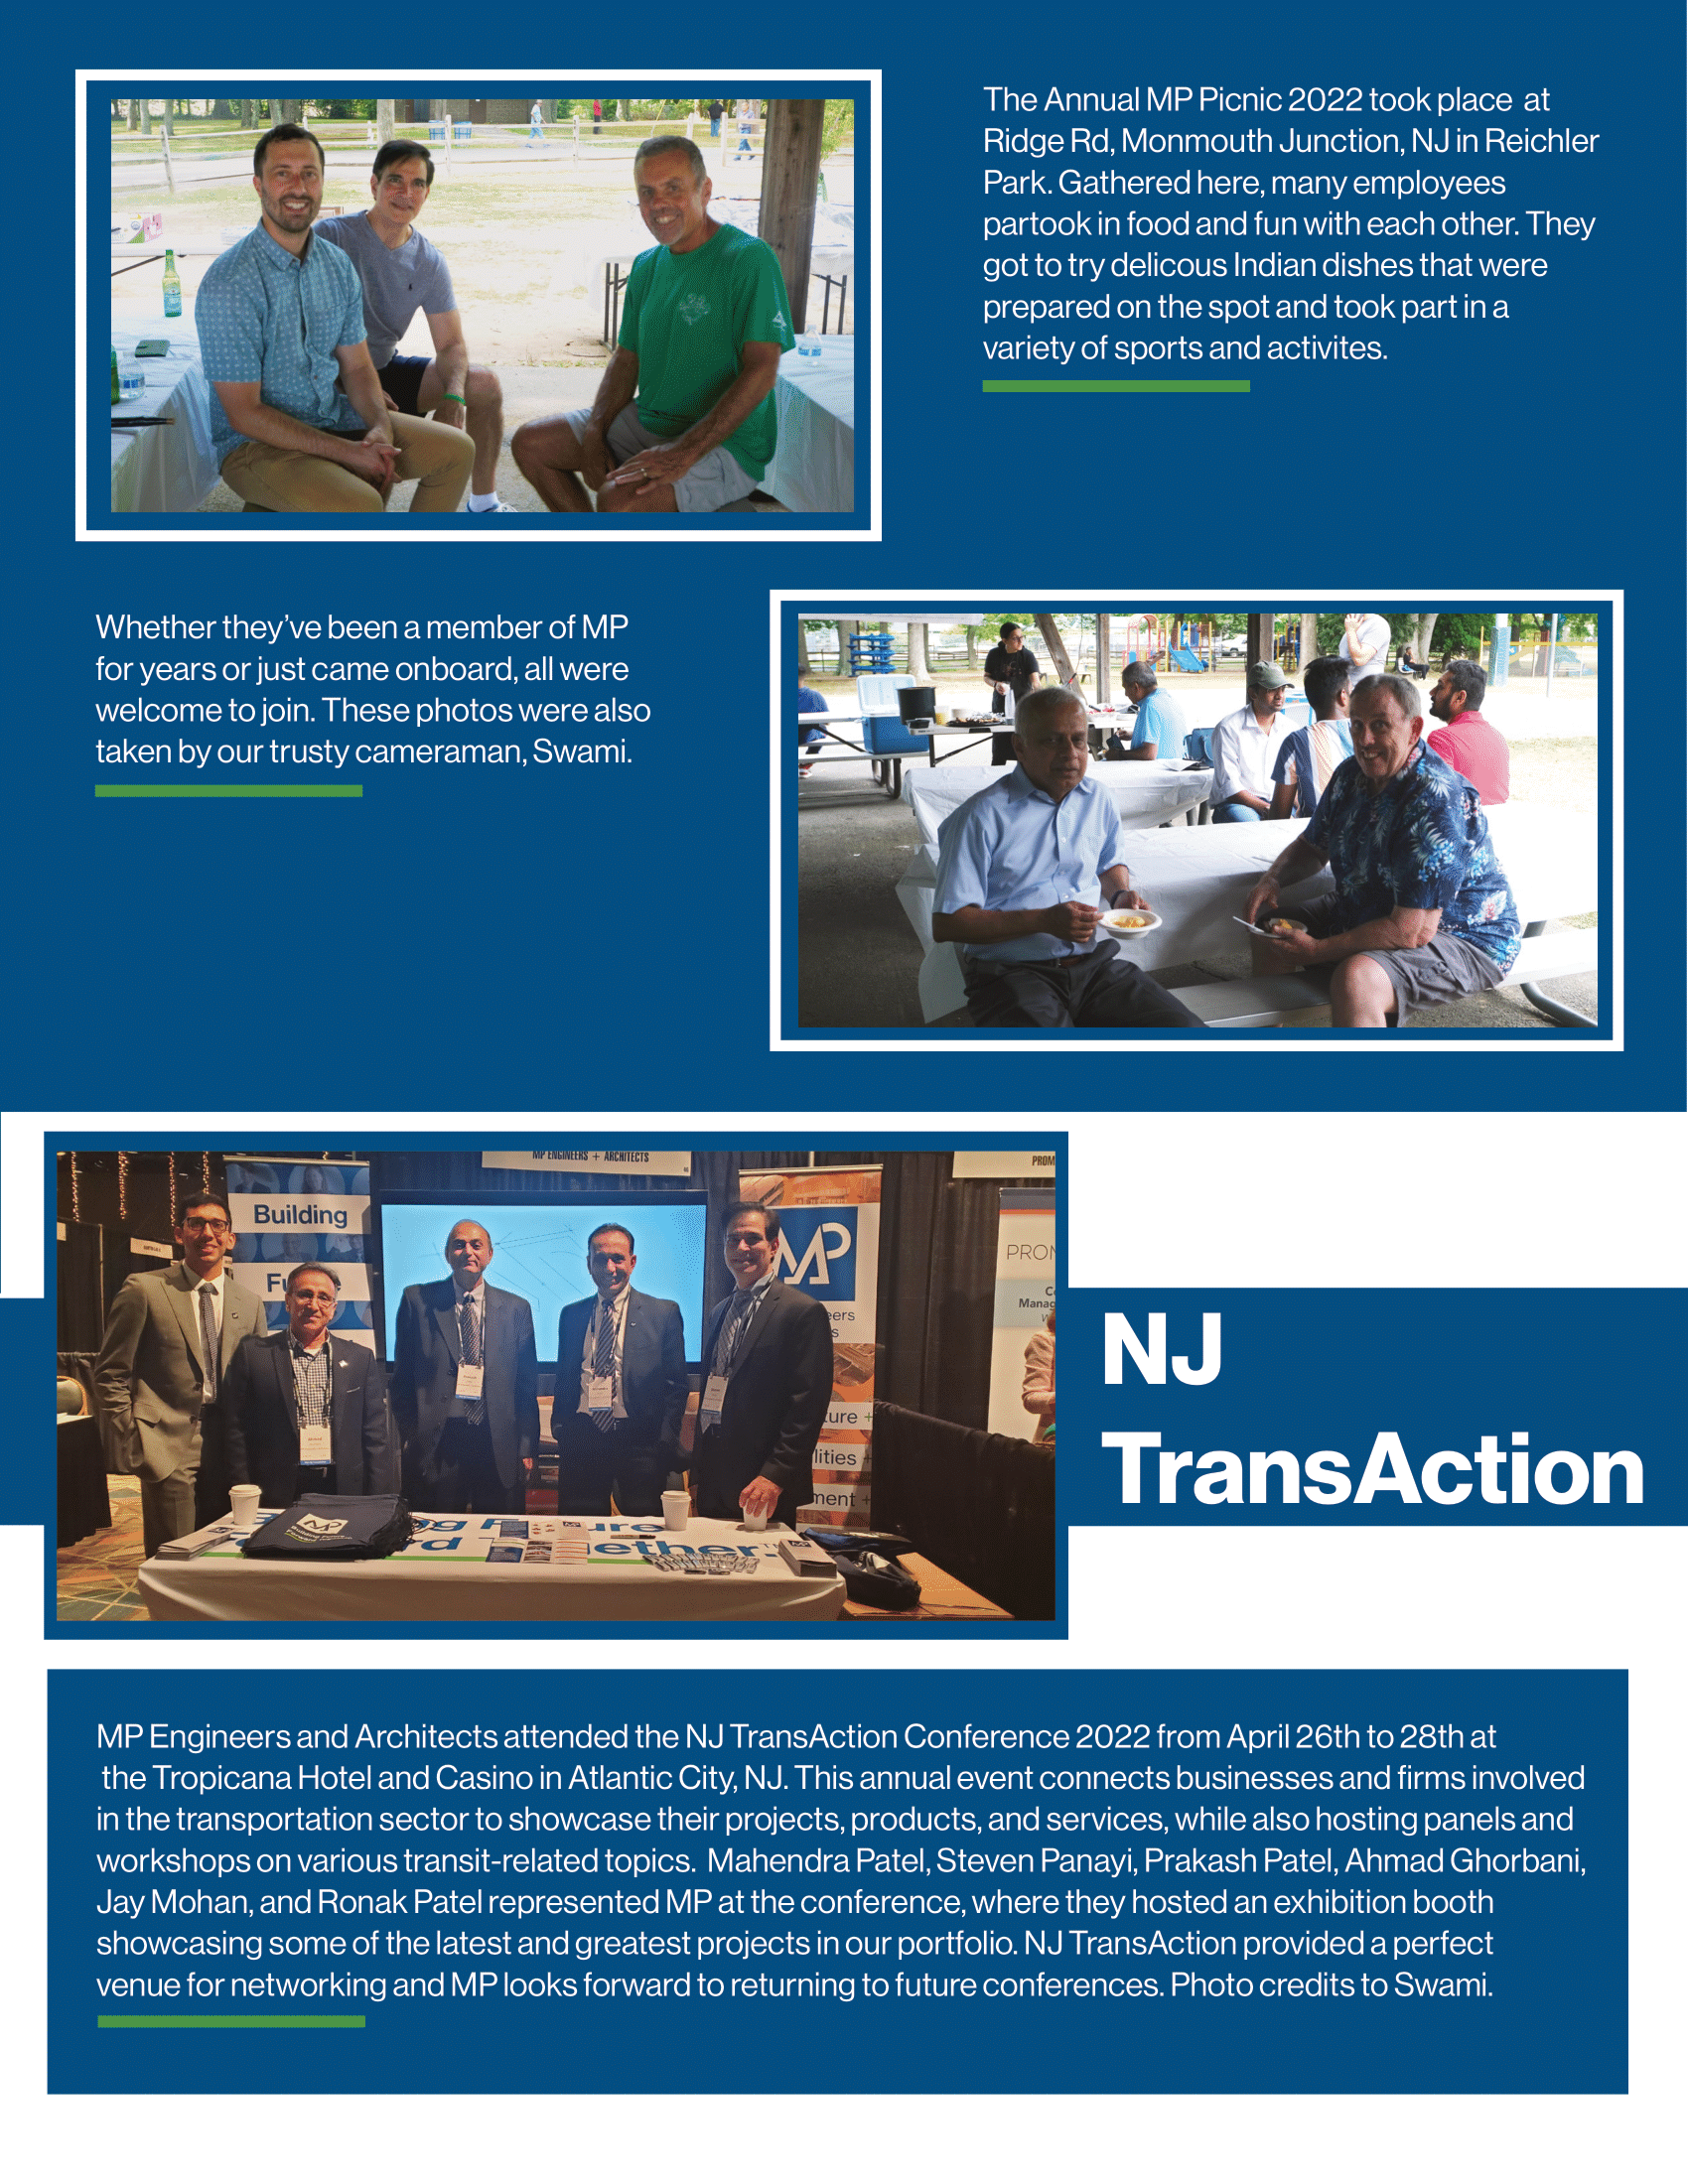 The Annual MP Picnic 2022 took place at
Ridge Rd, Monmouth Junction, NJ in Reichler
Park. Gathered here, many employees
partook in food and fun with each other. They
got to try delicous Indian dishes that were
prepared on the spot and took part in a
variety of sports and activites.
Whether they've been a member of MP
for years or just came onboard, all were
welcome to join. These photos were also
taken by our trusty cameraman, Swami.
MP ENGINEERS + ARCHITECTS
PROM
Building
MP
PROM
NJ
TransAction
MP Engineers and Architects attended the NJ TransAction Conference 2022 from April 26th to 28th at
the Tropicana Hotel and Casino in Atlantic City, NJ. This annual event connects businesses and firms involved
in the transportation sector to showcase their projects, products, and services, while also hosting panels and
workshops on various transit-related topics. Mahendra Patel, Steven Panayi, Prakash Patel, Ahmad Ghorbani,
Jay Mohan, and Ronak Patel represented MP at the conference, where they hosted an exhibition booth
showcasing some of the latest and greatest projects in our portfolio. NJ TransAction provided a perfect
venue for networking and MP looks forward to returning to future conferences. Photo credits to Swami.